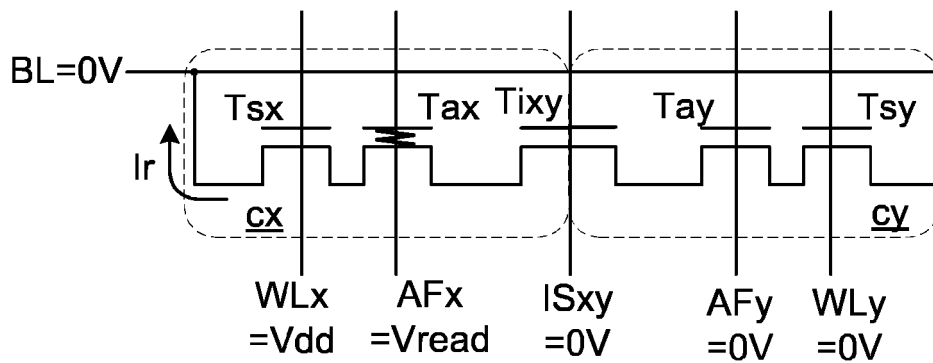 BL=0V
Tsx
Tax
Tixy
Tay
Tsy
Ir
cx
cy
WLx
=Vdd
AFx
=Vread
ISxy
=0V
AFy
=0V
WLy
=0V